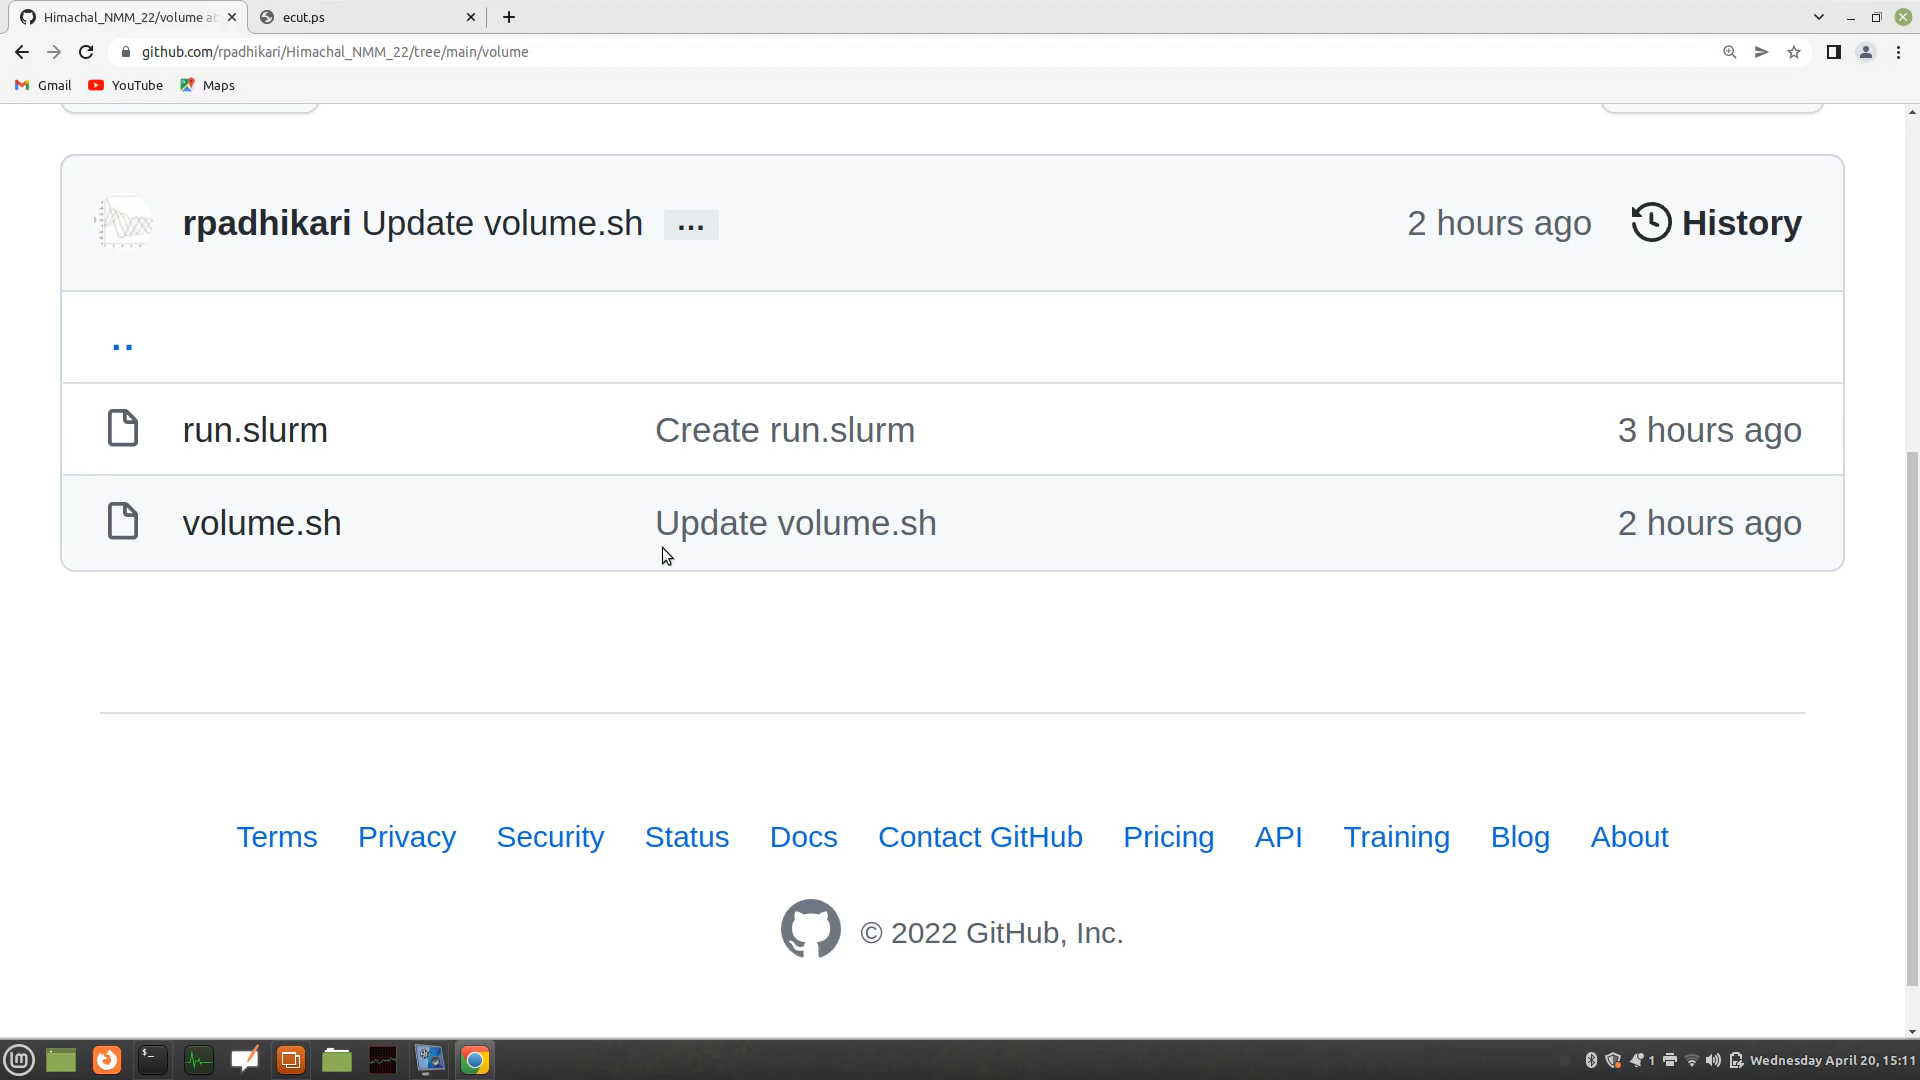 Himachal_NMM_22/volume at
ecut.ps
github.com/rpadhikari/Himachal_NMM_22/tree/main/volume
Gmail YouTube Maps
rpadhikari Update volume.sh ... 2 hours ago History
..
run.slurm Create run.slurm 3 hours ago
volume.sh Update volume.sh 2 hours ago
Terms Privacy Security Status Docs Contact GitHub Pricing API Training Blog About
© 2022 GitHub, Inc.
1 Wednesday April 20, 15:11